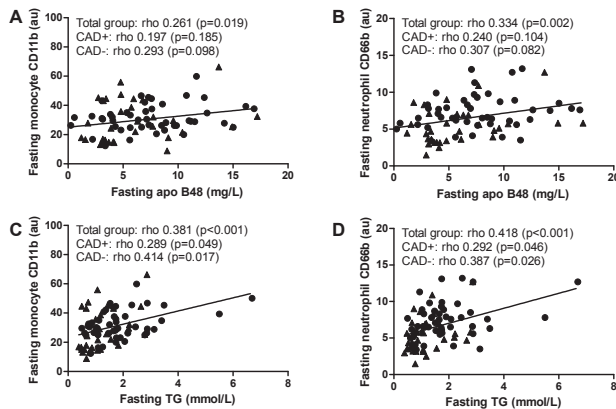 A
Total group: rho 0.261 (p=0.019)
CAD+: rho 0.197 (p=0.185)
CAD-: rho 0.293 (p=0.098)
Fasting monocyte CD11b (au)
100
80
60
40
20
0
0 5 10 15 20
Fasting apo B48 (mg/L)
B
Total group: rho 0.334 (p=0.002)
CAD+: rho 0.240 (p=0.104)
CAD-: rho 0.307 (p=0.082)
Fasting neutrophil CD66b (au)
20
15
10
5
0
0 5 10 15 20
Fasting apo B48 (mg/L)
C
Total group: rho 0.381 (p<0.001)
CAD+: rho 0.289 (p=0.049)
CAD-: rho 0.414 (p=0.017)
Fasting monocyte CD11b (au)
100
80
60
40
20
0
0 2 4 6 8
Fasting TG (mmol/L)
D
Total group: rho 0.418 (p<0.001)
CAD+: rho 0.292 (p=0.046)
CAD-: rho 0.387 (p=0.026)
Fasting neutrophil CD66b (au)
20
15
10
5
0
0 2 4 6 8
Fasting TG (mmol/L)